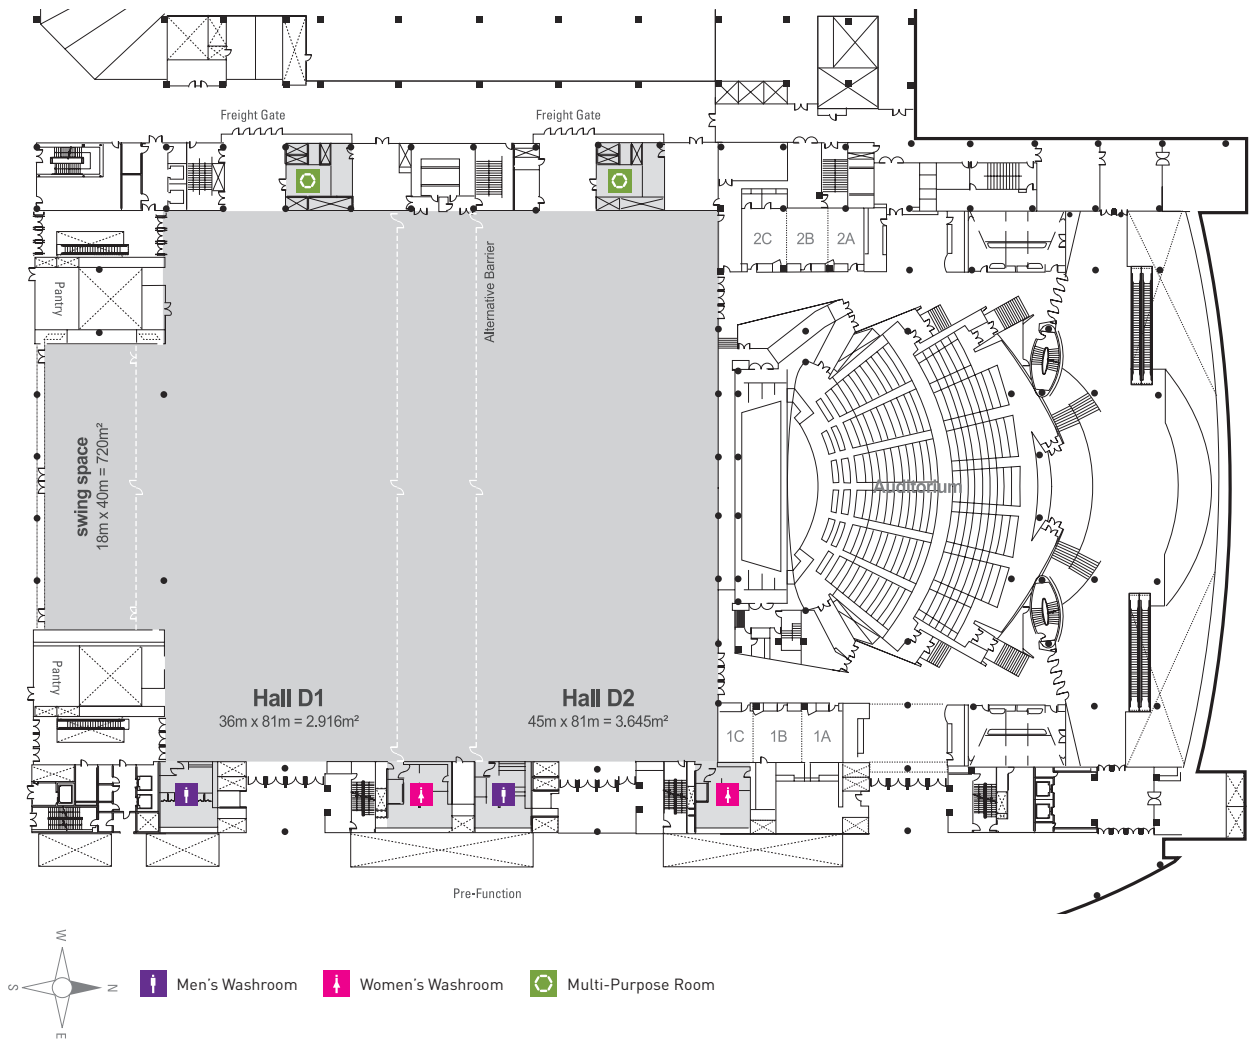 Freight Gate
Freight Gate
2C
2B
2A
Alternative Barrier
Pantry
swing space
18m x 40m = 720m²
Auditorium
Pantry
Hall D1
36m x 81m = 2.916m²
Hall D2
45m x 81m = 3.645m²
1C
1B
1A
Pre-Function
W
S
N
E
Men's Washroom
Women's Washroom
Multi-Purpose Room